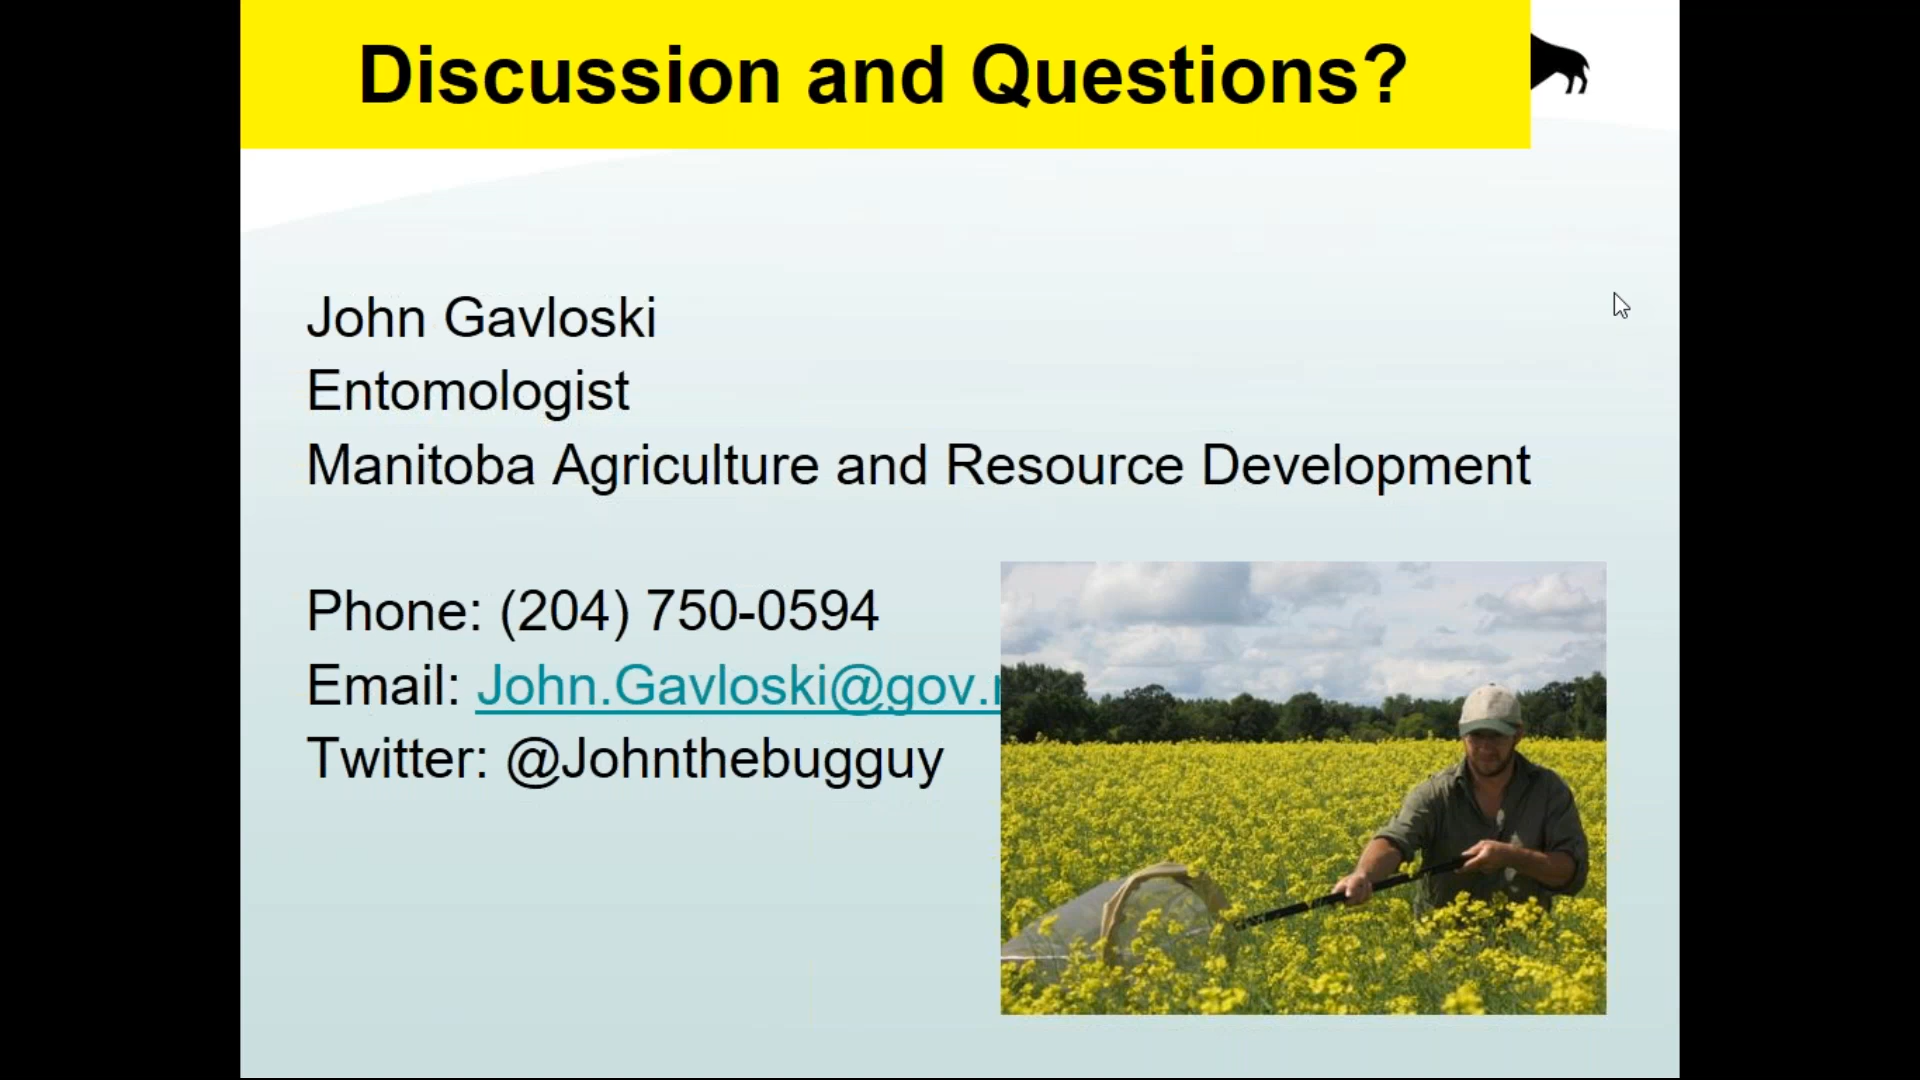 Discussion and Questions?
John Gavloski
Entomologist
Manitoba Agriculture and Resource Development
Phone: (204) 750-0594
Email: John.Gavloski@gov.
Twitter: @Johnthebugguy